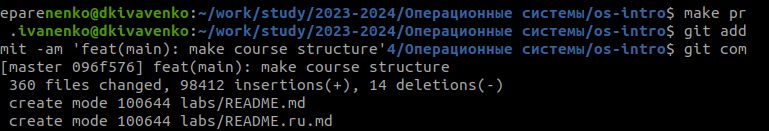 eparenenko@dkivavenko:~/work/study/2023-2024/Операционные системы/os-intro$ make pr
 .ivanenko@dkivavenko:~/work/study/2023-2024/Операционные системы/os-intro$ git add
mit -am 'feat(main): make course structure'4/Операционные системы/os-intro$ git com
[master 096f576] feat(main): make course structure
 360 files changed, 98412 insertions(+), 14 deletions(-)
 create mode 100644 labs/README.md
 create mode 100644 labs/README.ru.md